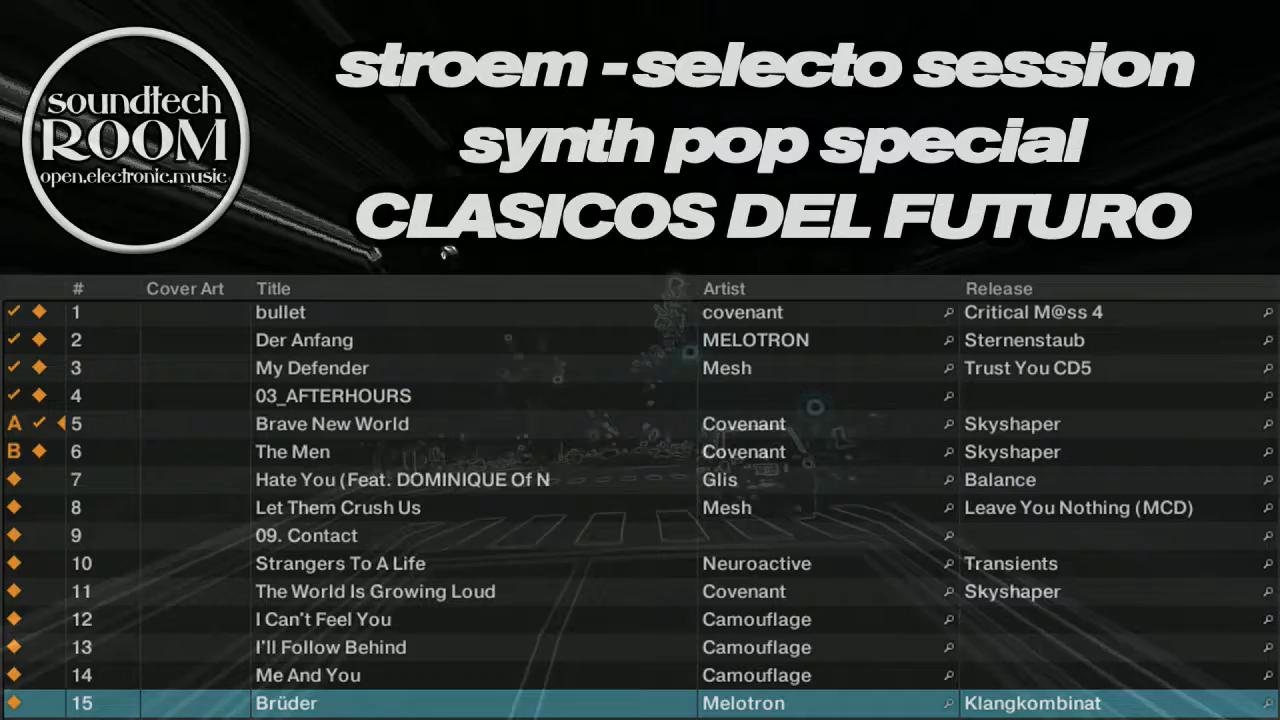 soundtech
ROOM
open.electronic.music
stroem - selecto session
synth pop special
CLASICOS DEL FUTURO
# Cover Art Title Artist Release
1 bullet covenant Critical M@ss 4
2 Der Anfang MELOTRON Sternenstaub
3 My Defender Mesh Trust You CD5
4 03_AFTERHOURS
A 5 Brave New World Covenant Skyshaper
B 6 The Men Covenant Skyshaper
7 Hate You (Feat. DOMINIQUE Of N Glis Balance
8 Let Them Crush Us Mesh Leave You Nothing (MCD)
9 09. Contact
10 Strangers To A Life Neuroactive Transients
11 The World Is Growing Loud Covenant Skyshaper
12 I Can't Feel You Camouflage
13 I'll Follow Behind Camouflage
14 Me And You Camouflage
15 Brüder Melotron Klangkombinat